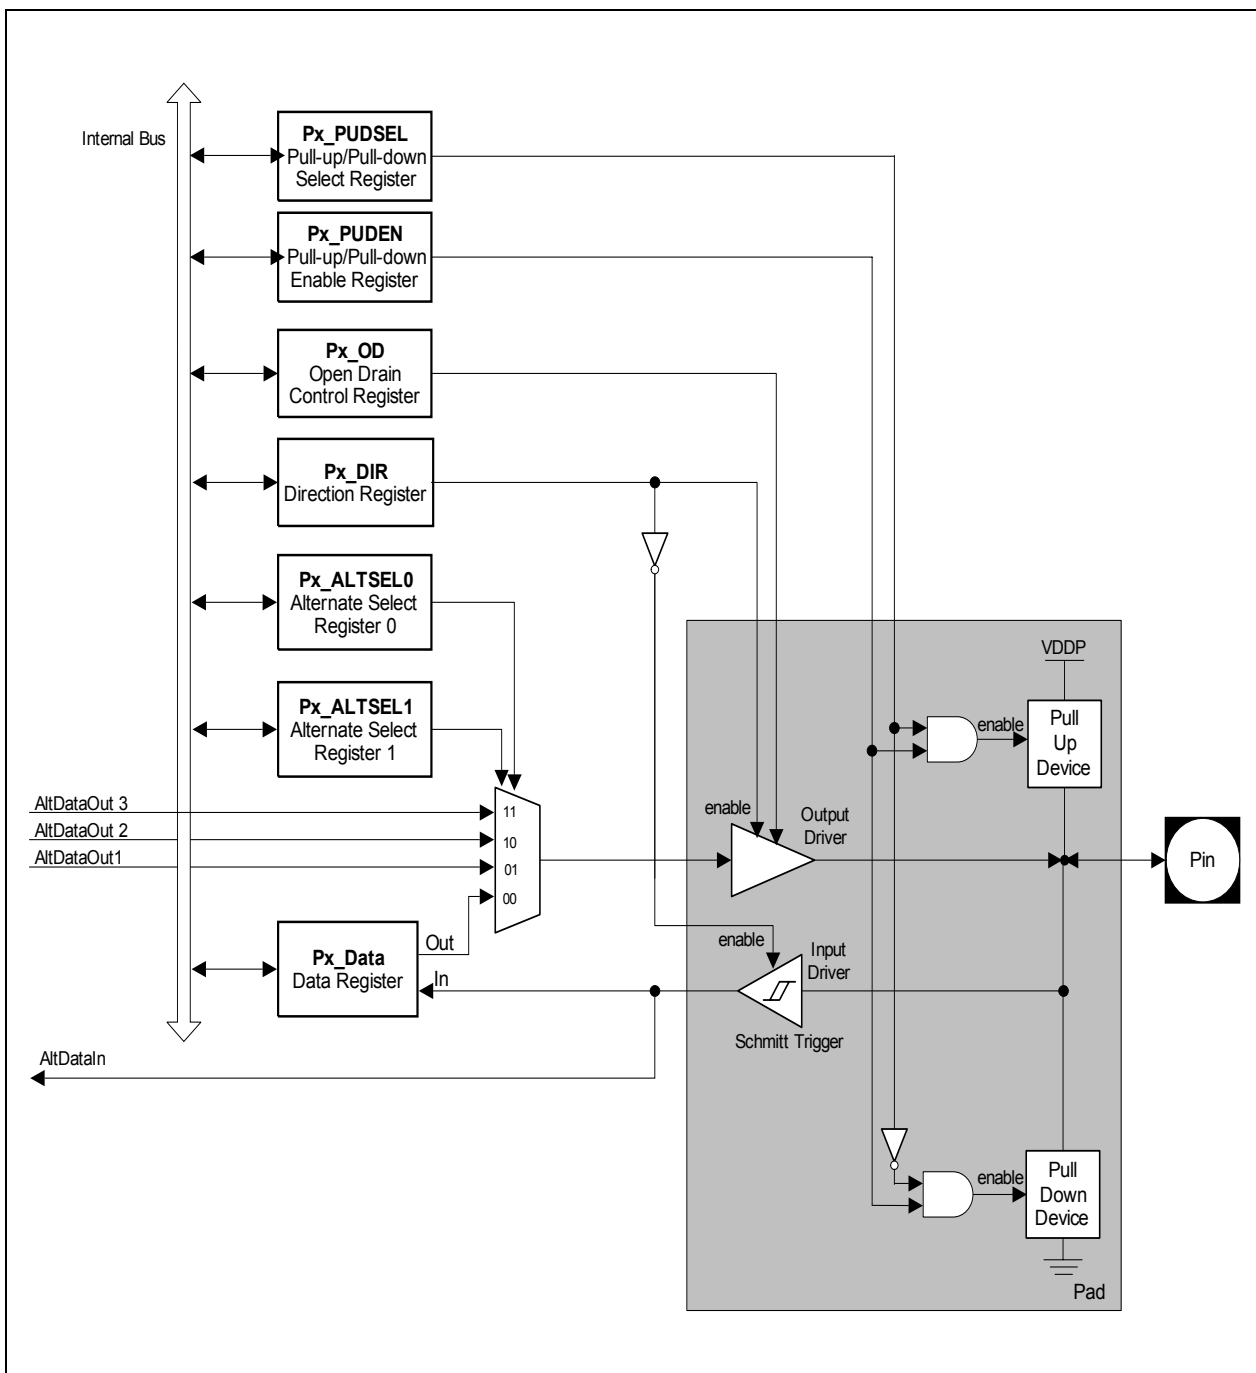 Internal Bus
Px_PUDSEL
Pull-up/Pull-down
Select Register
Px_PUDEN
Pull-up/Pull-down
Enable Register
Px_OD
Open Drain
Control Register
Px_DIR
Direction Register
Px_ALTSEL0
Alternate Select
Register 0
Px_ALTSEL1
Alternate Select
Register 1
AltDataOut 3
AltDataOut 2
AltDataOut1
11
10
01
00
Px_Data
Data Register
Out
In
AltDataIn
enable
Output
Driver
enable
Input
Driver
Schmitt Trigger
VDDP
enable
Pull
Up
Device
Pin
enable
Pull
Down
Device
Pad